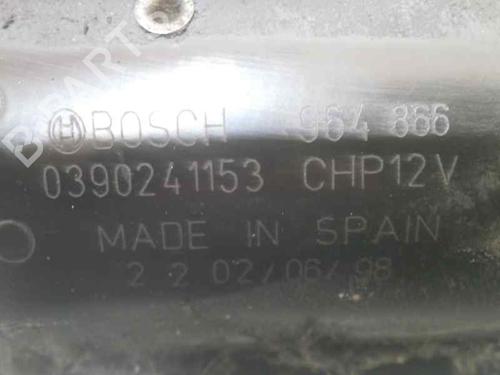 BOSCH 964 866
0390241153 CHP12V
MADE IN SPAIN
2 2 02/06/98
B-PARTS